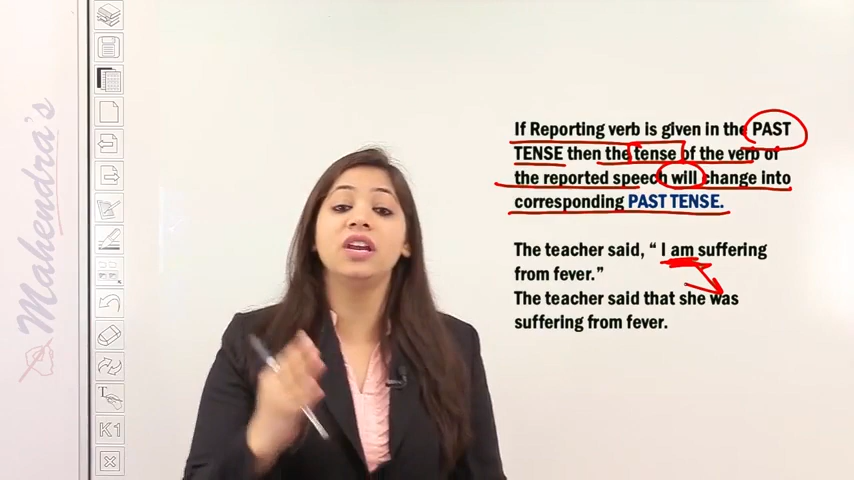 Mahendra's
K1
T
If Reporting verb is given in the PAST
TENSE then the tense of the verb of
the reported speech will change into
corresponding PAST TENSE.
The teacher said, “ I am suffering
from fever.”
The teacher said that she was
suffering from fever.